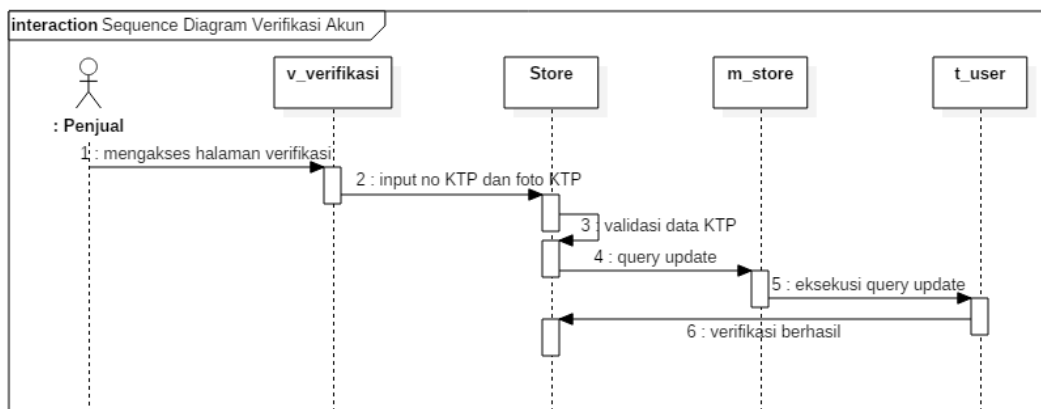 interaction Sequence Diagram Verifikasi Akun
v_verifikasi
Store
m_store
t_user
: Penjual
1 : mengakses halaman verifikasi
2 : input no KTP dan foto KTP
3 : validasi data KTP
4 : query update
5 : eksekusi query update
6 : verifikasi berhasil